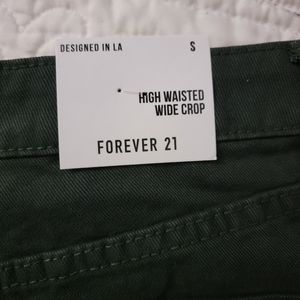 DESIGNED IN LA S
HIGH WAISTED
WIDE CROP
FOREVER 21